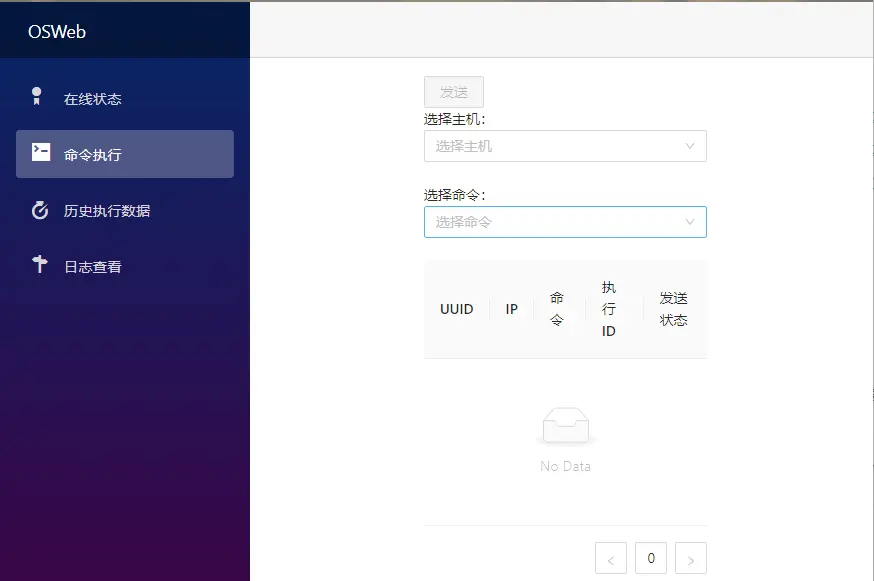 OSWeb
在线状态
命令执行
历史执行数据
日志查看
发送
选择主机:
选择主机
选择命令:
选择命令
UUID
IP
命
令
执
行
ID
发送
状态
No Data
0